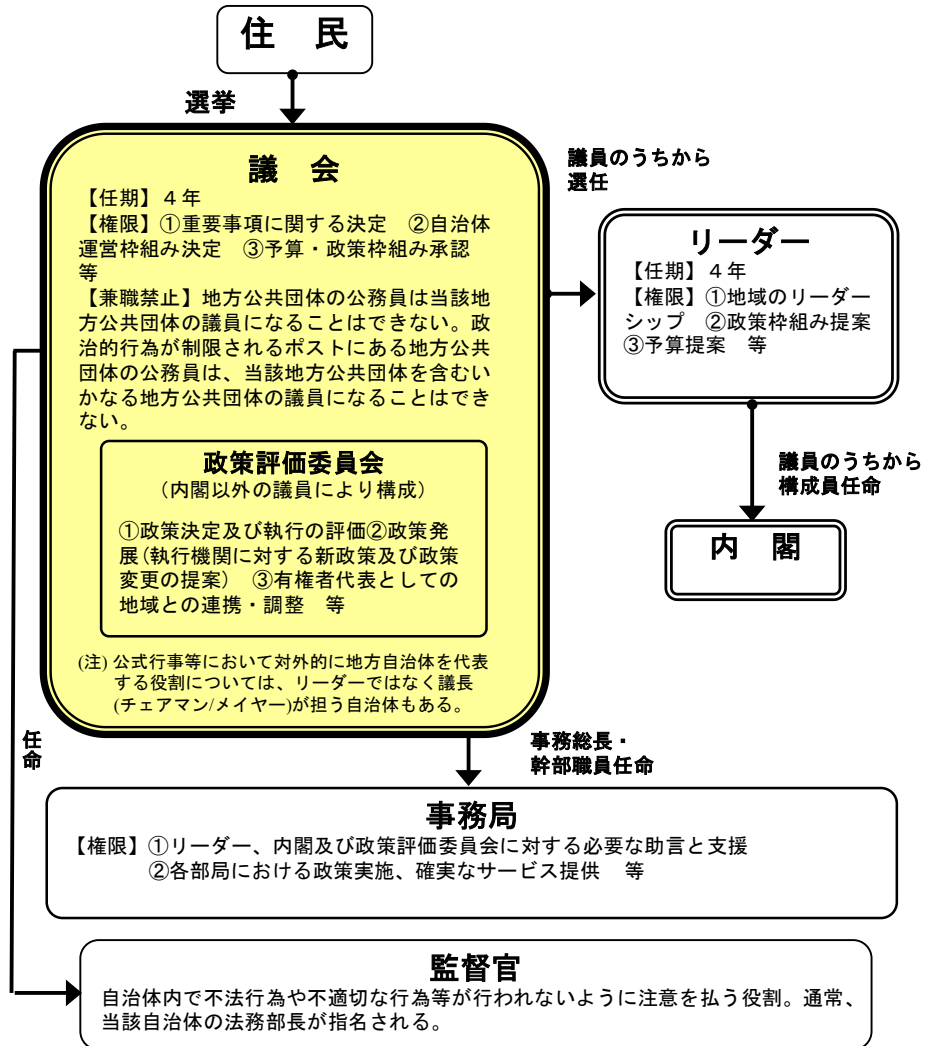 住　民
選挙
議　会
【任期】４年
【権限】①重要事項に関する決定　②自治体
運営枠組み決定　③予算・政策枠組み承認
等
【兼職禁止】地方公共団体の公務員は当該地
方公共団体の議員になることはできない。政
治的行為が制限されるポストにある地方公共
団体の公務員は、当該地方公共団体を含むい
かなる地方公共団体の議員になることはでき
ない。
政策評価委員会
（内閣以外の議員により構成）
①政策決定及び執行の評価②政策発
展（執行機関に対する新政策及び政策
変更の提案）　③有権者代表としての
地域との連携・調整　等
(注) 公式行事等において対外的に地方自治体を代表
する役割については、リーダーではなく議長
(チェアマン/メイヤー)が担う自治体もある。
議員のうちから
選任
リーダー
【任期】４年
【権限】①地域のリーダー
シップ　②政策枠組み提案
③予算提案　等
議員のうちから
構成員任命
内　閣
事務総長・
幹部職員任命
事務局
【権限】①リーダー、内閣及び政策評価委員会に対する必要な助言と支援
②各部局における政策実施、確実なサービス提供　等
任命
監督官
自治体内で不法行為や不適切な行為等が行われないように注意を払う役割。通常、
当該自治体の法務部長が指名される。